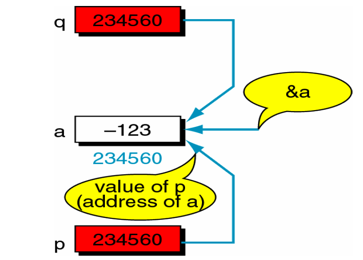 q 234560
&a
a –123
234560
value of p
(address of a)
p 234560